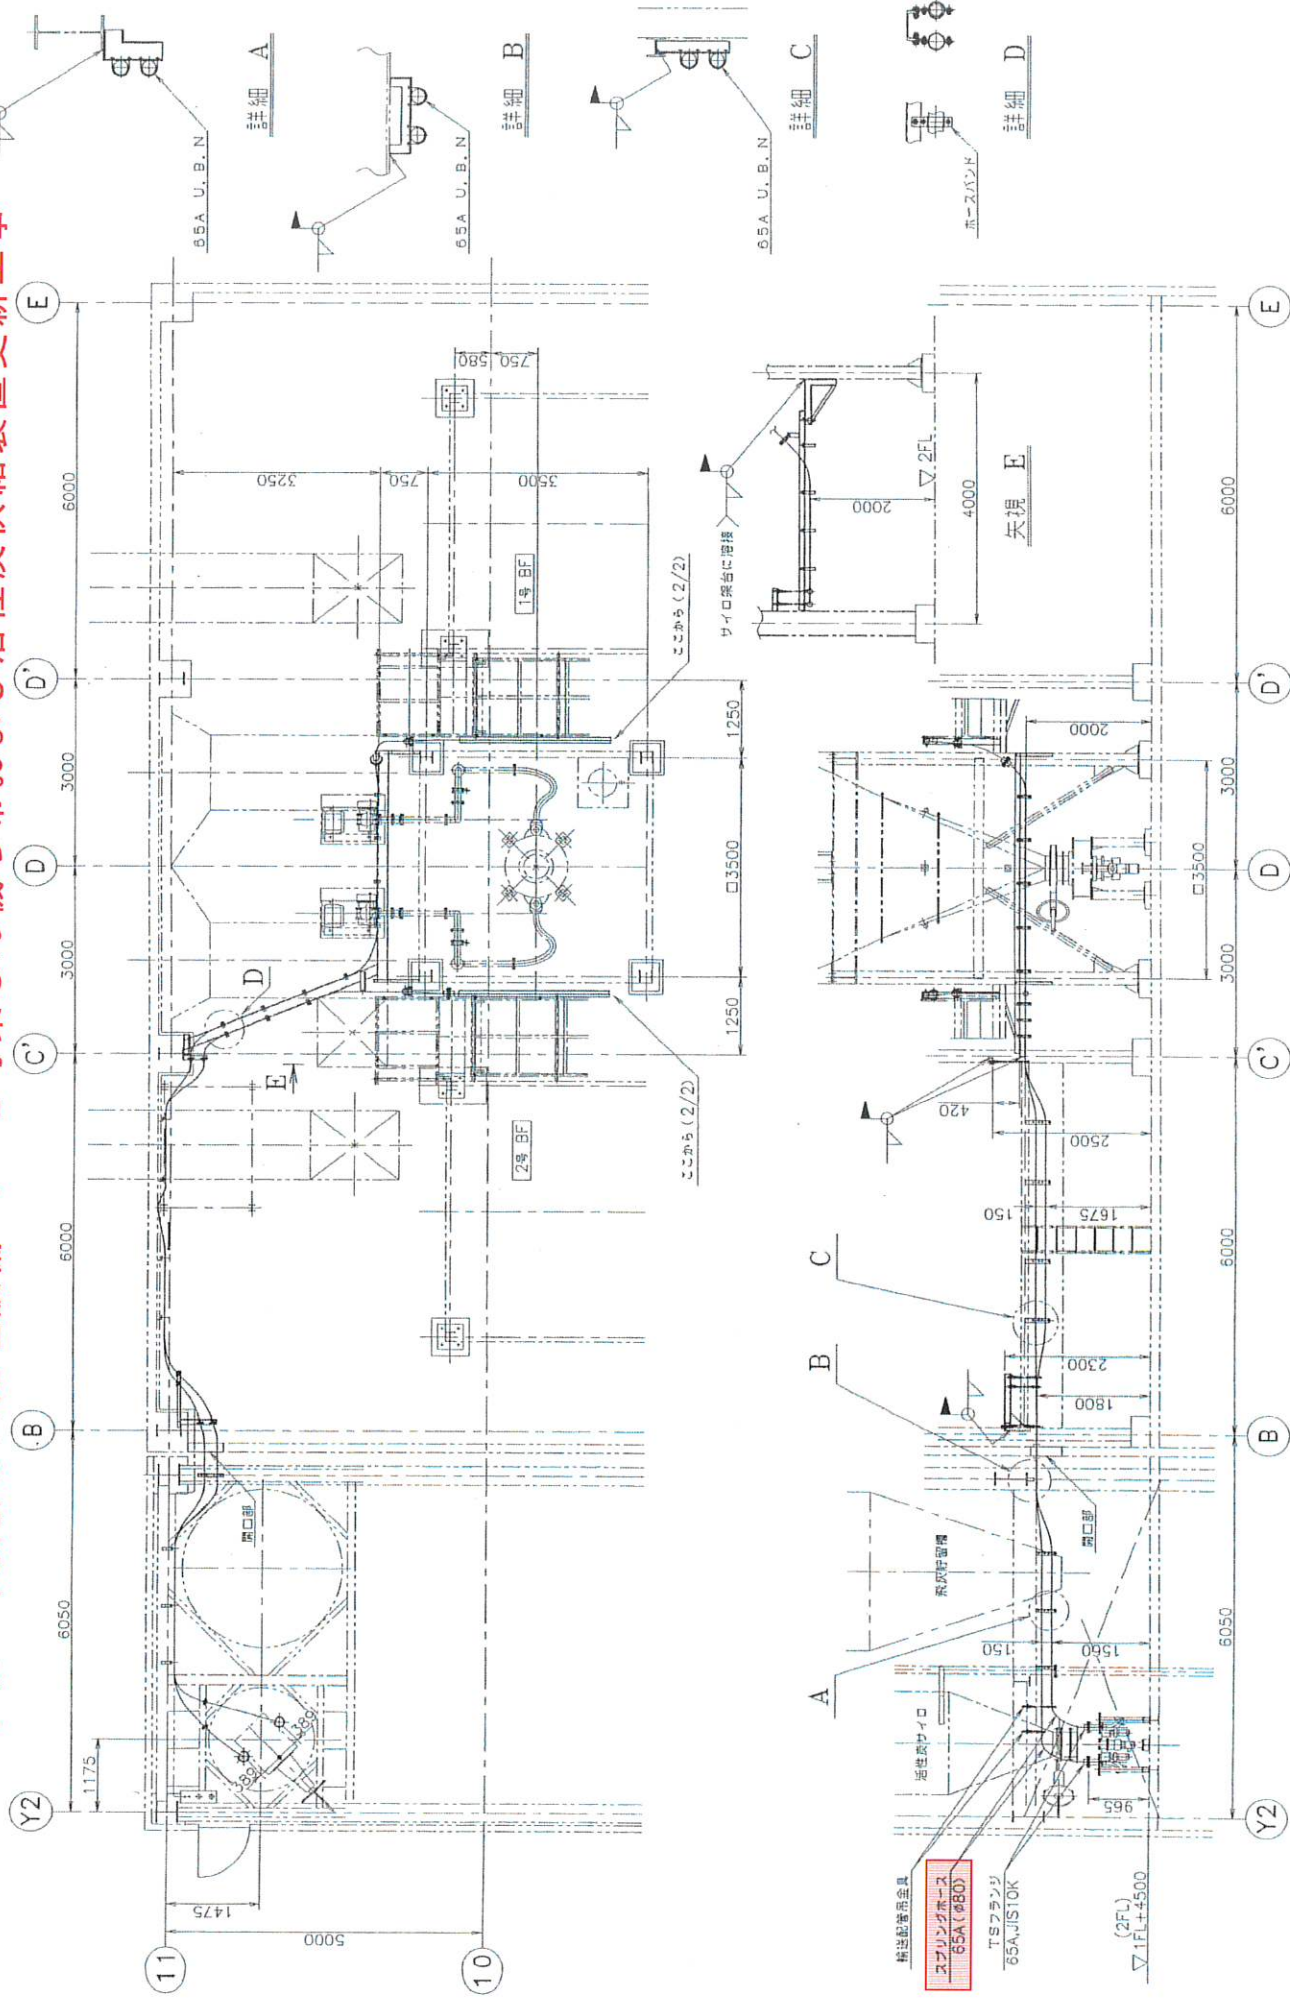 詳細 A
65A U.B.N
詳細 B
65A U.B.N
詳細 C
65A U.B.N
詳細 D
ホースバンド
Y2
B
C'
D
D'
E
6050
6000
3000
3000
6000
1175
11
10
1475
5000
389
389
開口部
D
E
3250
750
3500
580
750
1号 BF
2号 BF
ここから(2/2)
ここから(2/2)
1250
□3500
1250
サイロ架台に溶接
2000
▽2FL
4000
矢視 E
A
B
C
活性炭サイロ
飛灰貯留槽
開口部
輸送配管用金具
スプリングホース
65A(φ80)
TSフランジ
65A,JIS10K
(2FL)
▽1FL+4500
965
150
1560
1800
2300
150
1675
420
2500
2000
□3500
6050
6000
3000
3000
6000
Y2
B
C'
D
D'
E